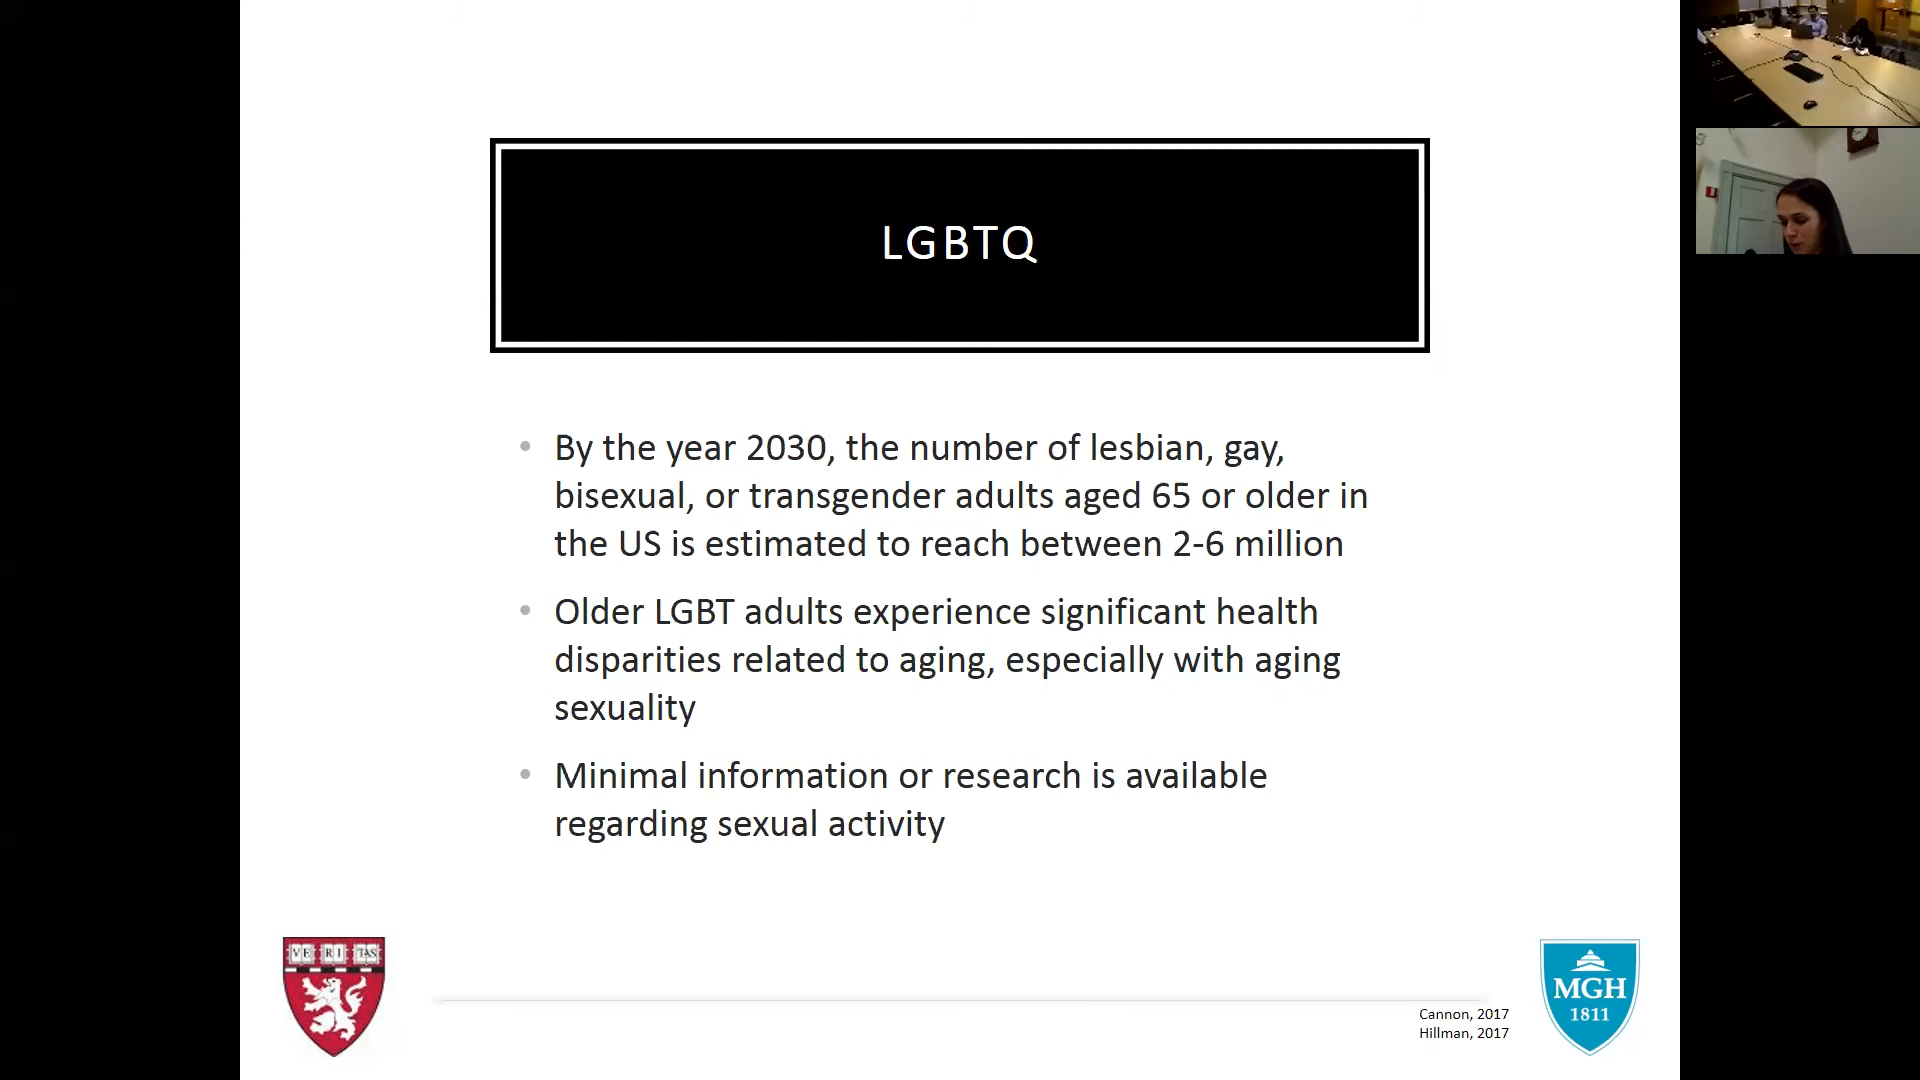 LGBTQ
• By the year 2030, the number of lesbian, gay,
bisexual, or transgender adults aged 65 or older in
the US is estimated to reach between 2-6 million
• Older LGBT adults experience significant health
disparities related to aging, especially with aging
sexuality
• Minimal information or research is available
regarding sexual activity
VE RI TAS
Cannon, 2017
Hillman, 2017
MGH
1811